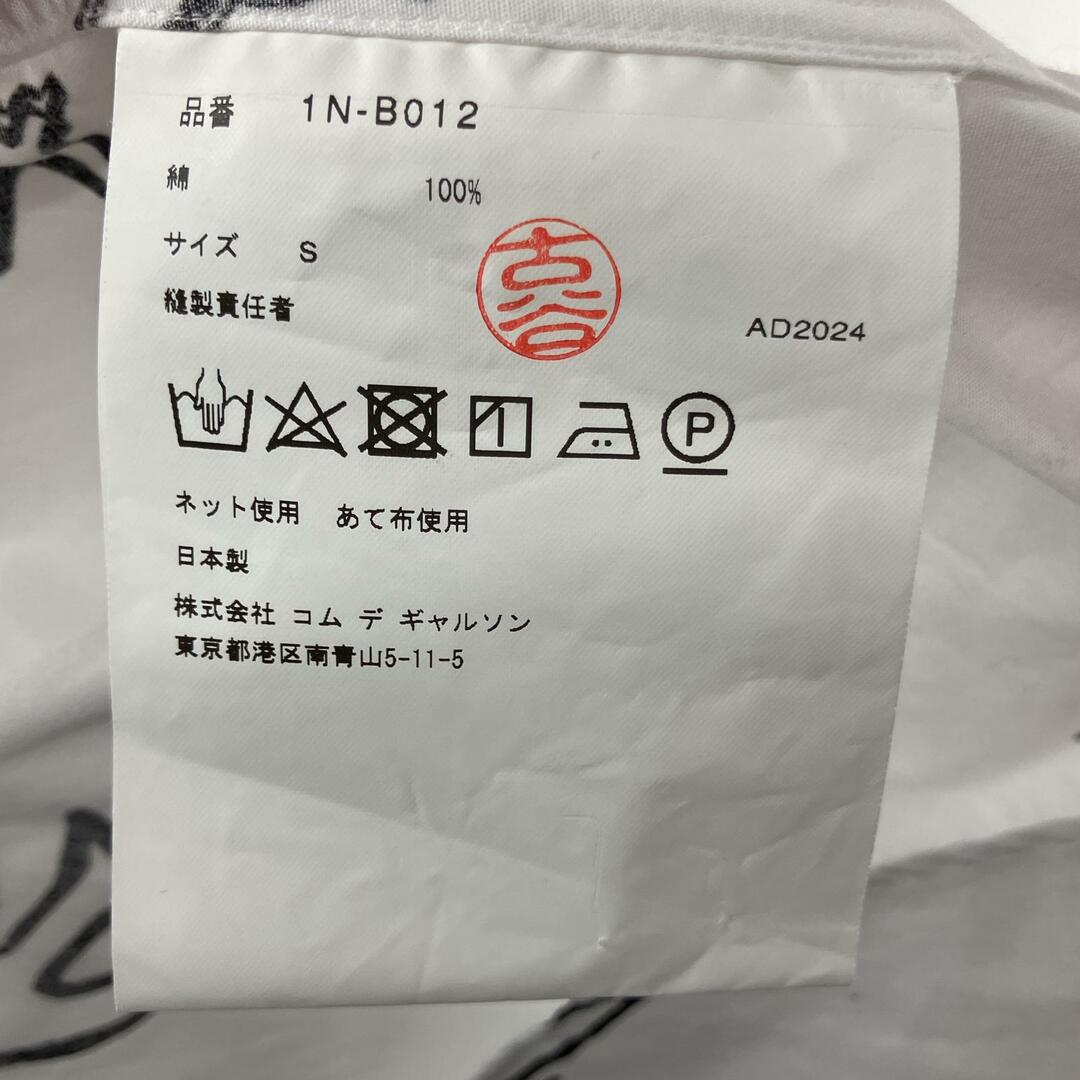 品番 1N-B012
綿 100%
サイズ S
縫製責任者 古谷
AD2024
P
ネット使用 あて布使用
日本製
株式会社 コム デ ギャルソン
東京都港区南青山5-11-5